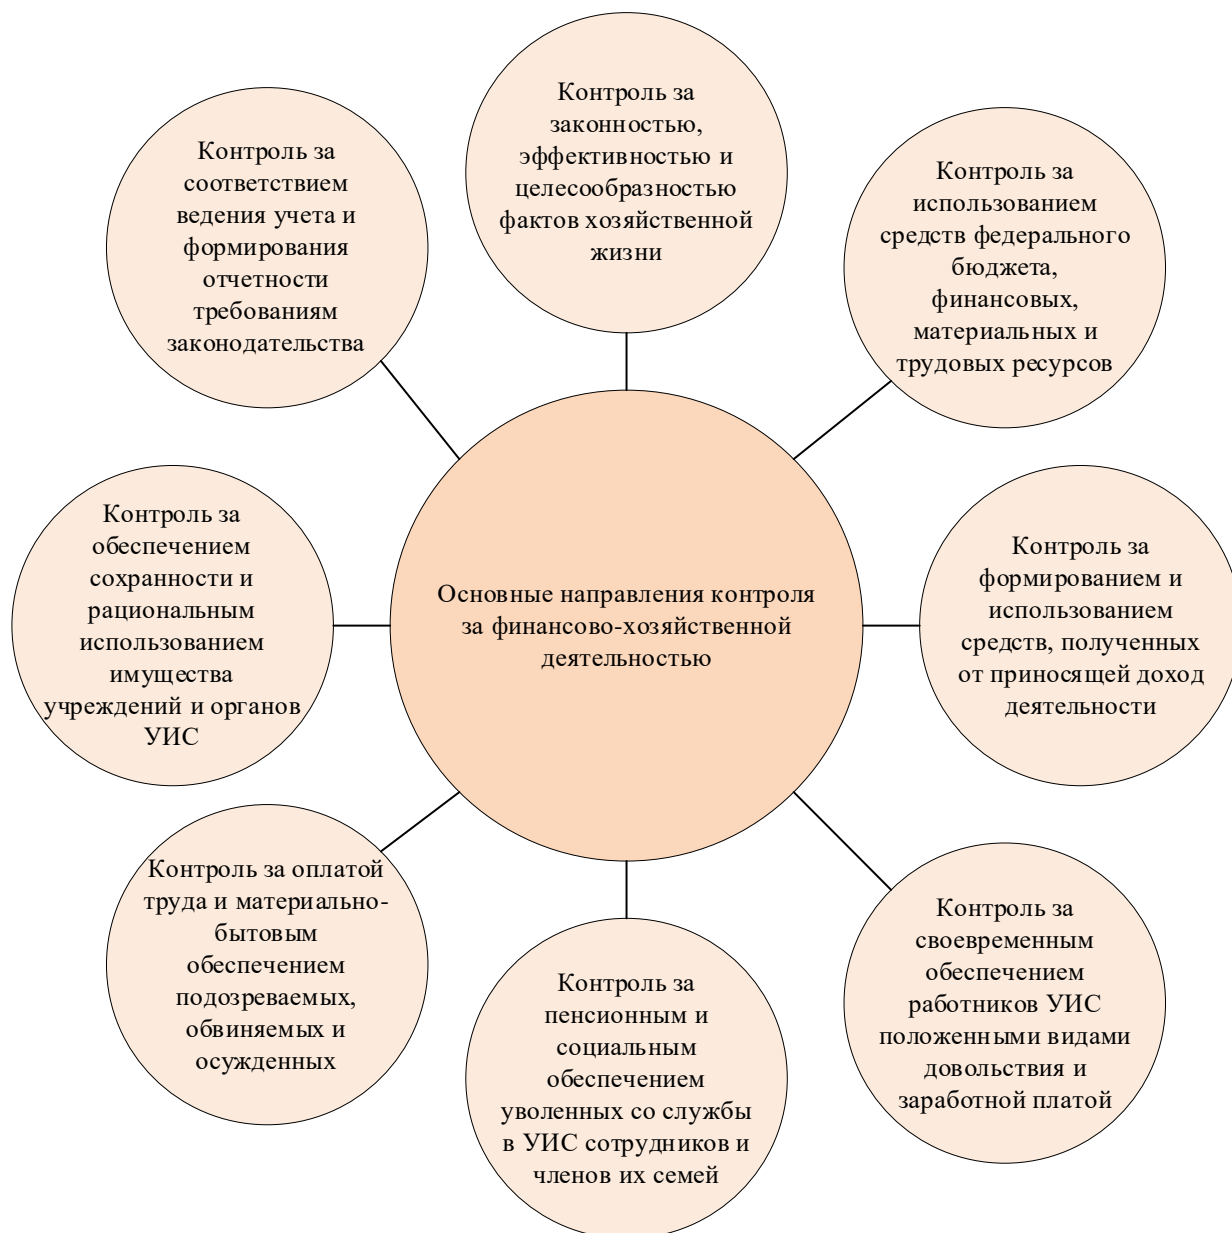 Контроль за
законностью,
эффективностью и
целесообразностью
фактов хозяйственной
жизни
Контроль за
использованием
средств федерального
бюджета,
финансовых,
материальных и
трудовых ресурсов
Контроль за
формированием и
использованием
средств, полученных
от приносящей доход
деятельности
Контроль за
своевременным
обеспечением
работников УИС
положенными видами
довольствия и
заработной платой
Контроль за
пенсионным и
социальным
обеспечением
уволенных со службы
в УИС сотрудников и
членов их семей
Контроль за оплатой
труда и материально-
бытовым
обеспечением
подозреваемых,
обвиняемых и
осужденных
Контроль за
обеспечением
сохранности и
рациональным
использованием
имущества
учреждений и органов
УИС
Контроль за
соответствием
ведения учета и
формирования
отчетности
требованиям
законодательства
Основные направления контроля
за финансово-хозяйственной
деятельностью